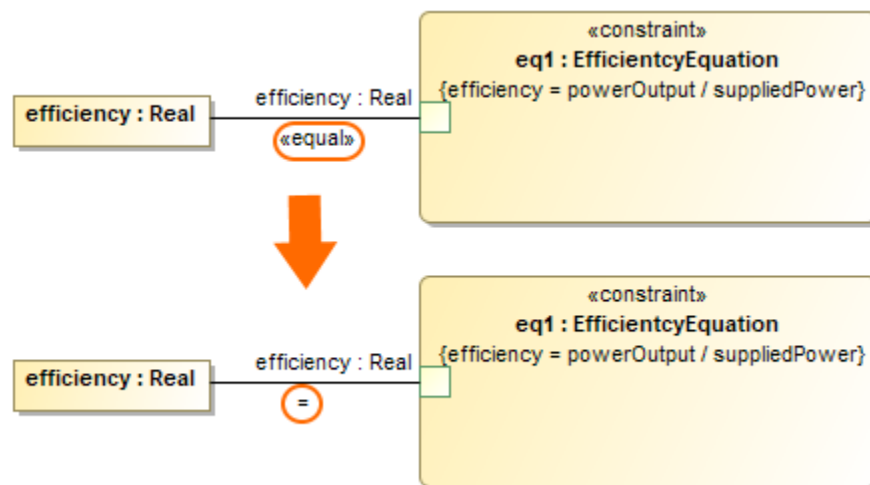 «constraint»
eq1 : EfficientcyEquation
{efficiency = powerOutput / suppliedPower}
efficiency : Real
efficiency : Real
«equal»
«constraint»
eq1 : EfficientcyEquation
{efficiency = powerOutput / suppliedPower}
efficiency : Real
efficiency : Real
=